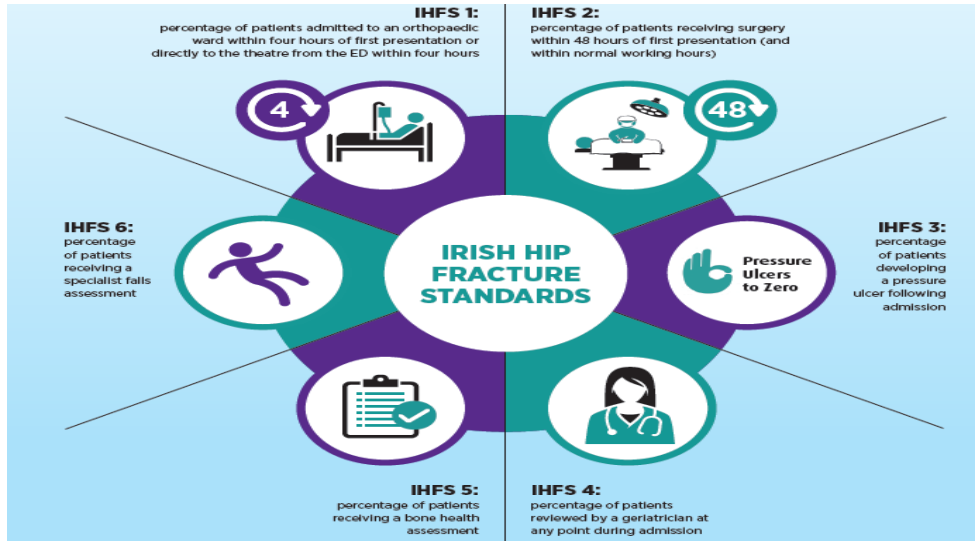 IHFS 1:
percentage of patients admitted to an orthopaedic
ward within four hours of first presentation or
directly to the theatre from the ED within four hours
IHFS 2:
percentage of patients receiving surgery
within 48 hours of first presentation (and
within normal working hours)
4
48
IHFS 6:
percentage
of patients
receiving a
specialist falls
assessment
IRISH HIP
FRACTURE
STANDARDS
Pressure
Ulcers
to Zero
IHFS 3:
percentage
of patients
developing
a pressure
ulcer following
admission
IHFS 5:
percentage of patients
receiving a bone health
assessment
IHFS 4:
percentage of patients
reviewed by a geriatrician at
any point during admission